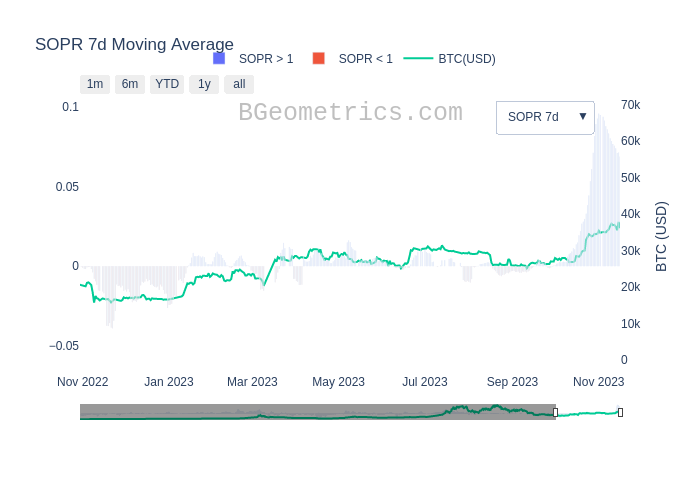 SOPR 7d Moving Average
SOPR > 1
SOPR < 1
BTC(USD)
1m
6m
YTD
1y
all
BGeometrics.com
SOPR 7d
▼
0.1
0.05
0
−0.05
70k
60k
50k
40k
30k
20k
10k
0
BTC (USD)
Nov 2022
Jan 2023
Mar 2023
May 2023
Jul 2023
Sep 2023
Nov 2023